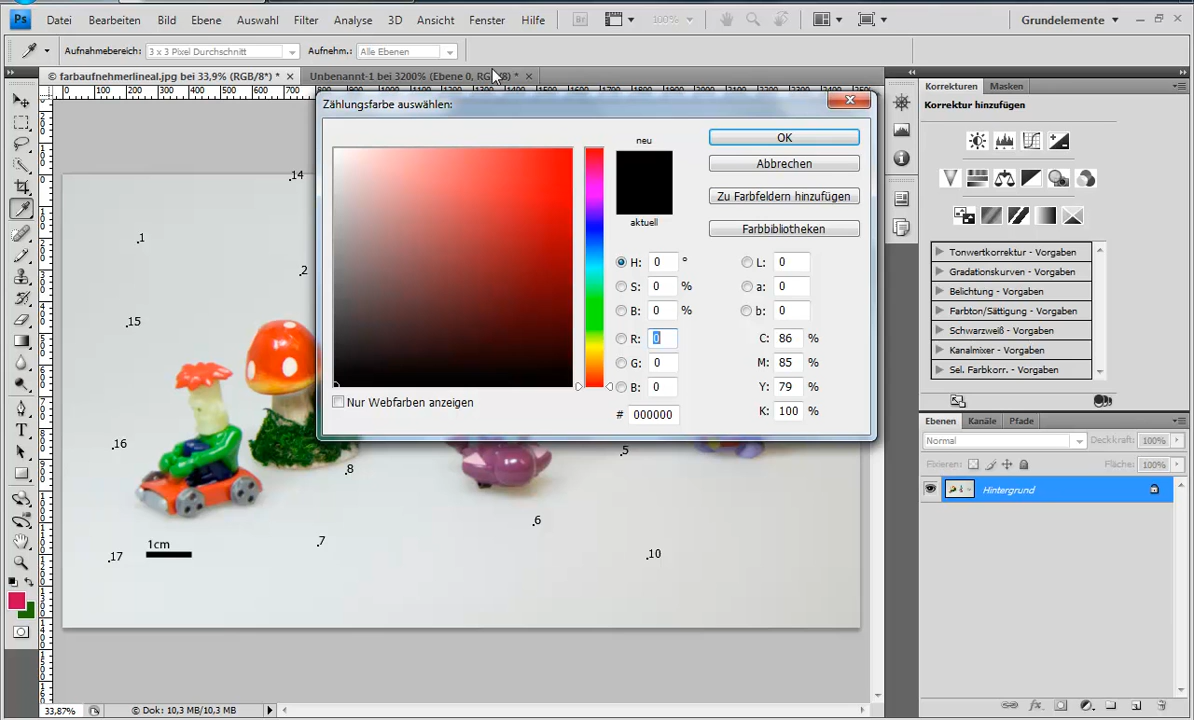 Ps Datei Bearbeiten Bild Ebene Auswahl Filter Analyse 3D Ansicht Fenster Hilfe Br 100% Grundelemente
Aufnahmebereich: 3 x 3 Pixel Durchschnitt Aufnehm.: Alle Ebenen
© farbaufnehmerlineal.jpg bei 33,9% (RGB/8*) * Unbenannt-1 bei 3200% (Ebene 0, RGB/8) *
Zählungsfarbe auswählen:
neu
aktuell
OK
Abbrechen
Zu Farbfeldern hinzufügen
Farbbibliotheken
H: 0 ° L: 0
S: 0 % a: 0
B: 0 % b: 0
R: 0 C: 86 %
G: 0 M: 85 %
B: 0 Y: 79 %
# 000000 K: 100 %
Nur Webfarben anzeigen
14
1
2
15
16
8
5
6
7
17
10
1cm
Korrekturen Masken
Korrektur hinzufügen
Tonwertkorrektur - Vorgaben
Gradationskurven - Vorgaben
Belichtung - Vorgaben
Farbton/Sättigung - Vorgaben
Schwarzweiß - Vorgaben
Kanalmixer - Vorgaben
Sel. Farbkorr. - Vorgaben
Ebenen Kanäle Pfade
Normal Deckkraft: 100%
Fixieren: Fläche: 100%
Hintergrund
33,87% © Dok: 10,3 MB/10,3 MB